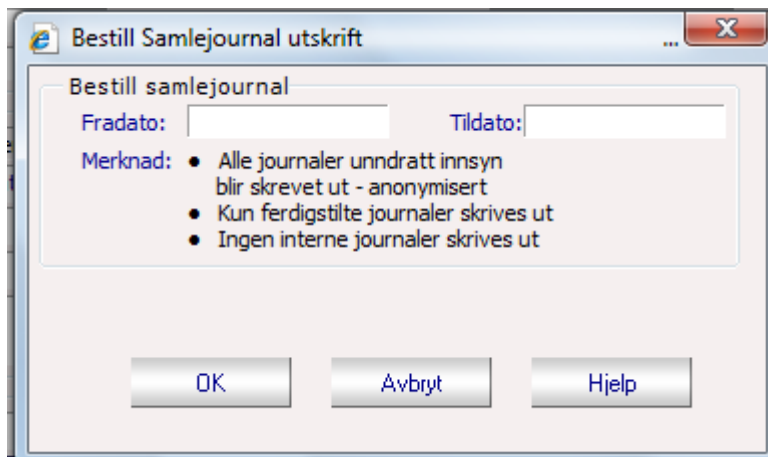 Bestill Samlejournal utskrift ...
Bestill samlejournal
Fradato: Tildato:
Merknad: • Alle journaler unndratt innsyn
blir skrevet ut - anonymisert
• Kun ferdigstilte journaler skrives ut
• Ingen interne journaler skrives ut
OK Avbryt Hjelp